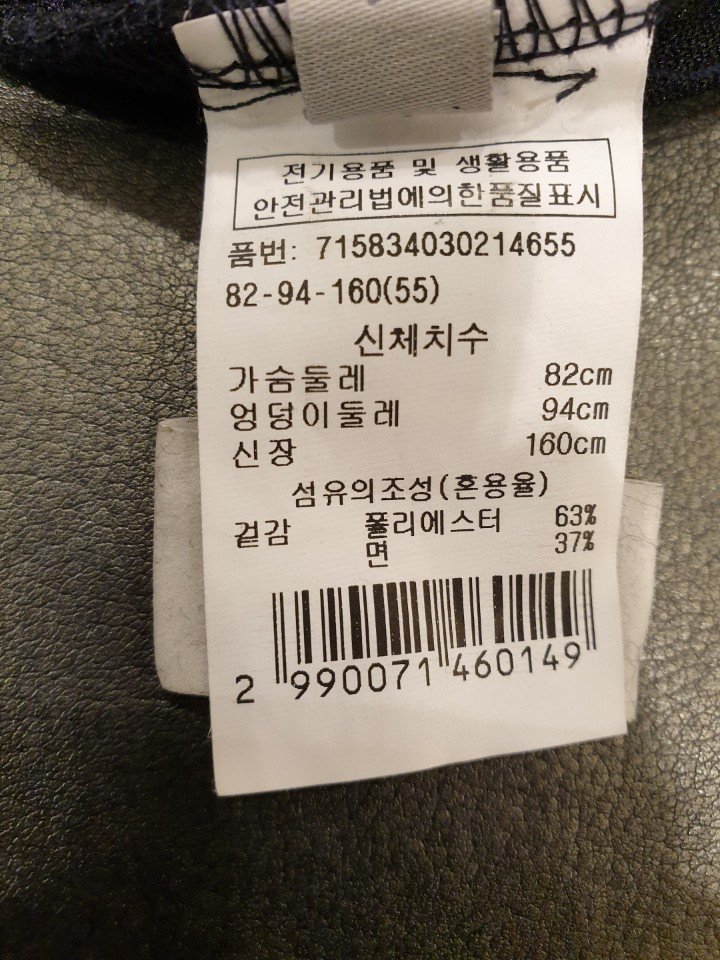 전기용품 및 생활용품
안전관리법에의한품질표시
품번: 715834030214655
82-94-160(55)
신체치수
가슴둘레 82cm
엉덩이둘레 94cm
신장 160cm
섬유의조성(혼용율)
겉감 폴리에스터 63%
면 37%
2 990071 460149